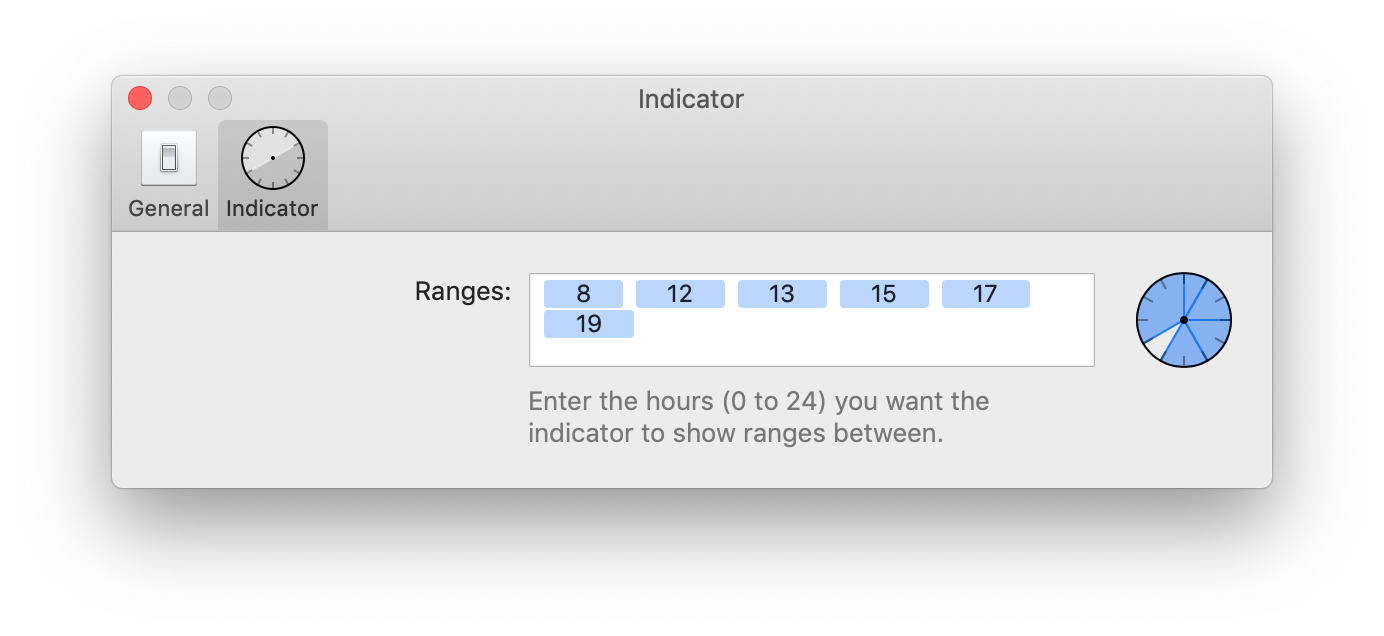 Indicator
General Indicator
Ranges: 8 12 13 15 17
19
Enter the hours (0 to 24) you want the
indicator to show ranges between.